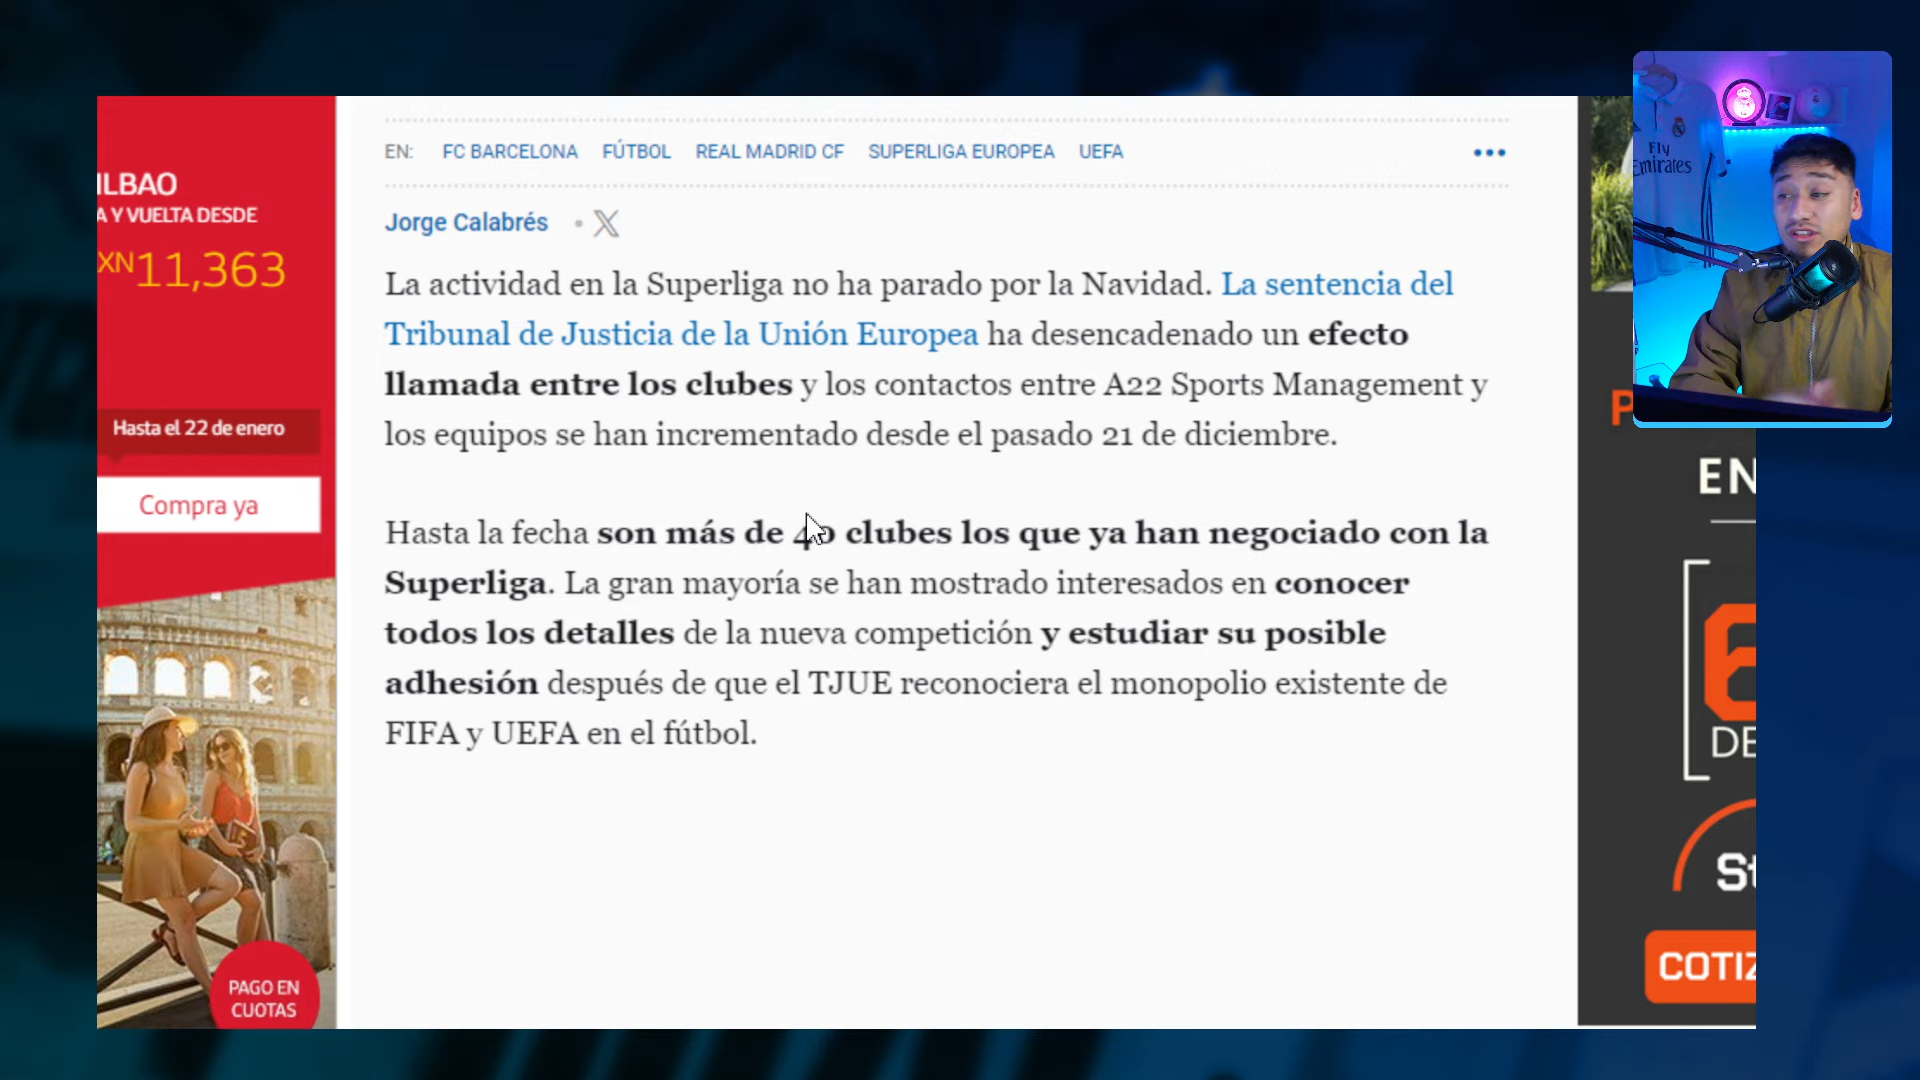 EN: FC BARCELONA FÚTBOL REAL MADRID CF SUPERLIGA EUROPEA UEFA
Jorge Calabrés
La actividad en la Superliga no ha parado por la Navidad. La sentencia del
Tribunal de Justicia de la Unión Europea ha desencadenado un efecto
llamada entre los clubes y los contactos entre A22 Sports Management y
los equipos se han incrementado desde el pasado 21 de diciembre.
Hasta la fecha son más de 40 clubes los que ya han negociado con la
Superliga. La gran mayoría se han mostrado interesados en conocer
todos los detalles de la nueva competición y estudiar su posible
adhesión después de que el TJUE reconociera el monopolio existente de
FIFA y UEFA en el fútbol.
ILBAO
A Y VUELTA DESDE
XN11,363
Hasta el 22 de enero
Compra ya
PAGO EN
CUOTAS
Fly
Emirates
P
EN
6
DE
St
COTIZ